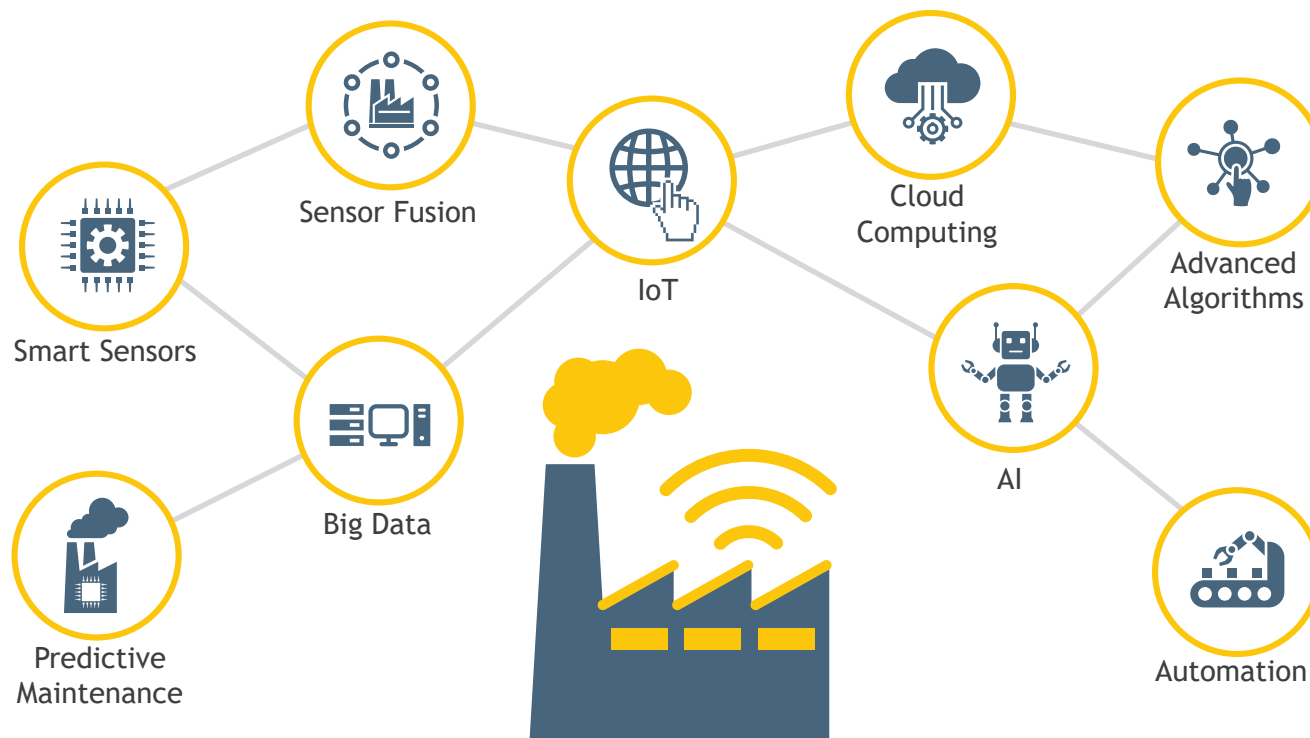 Sensor Fusion
Cloud
Computing
Advanced
Algorithms
IoT
Smart Sensors
AI
Big Data
Predictive
Maintenance
Automation